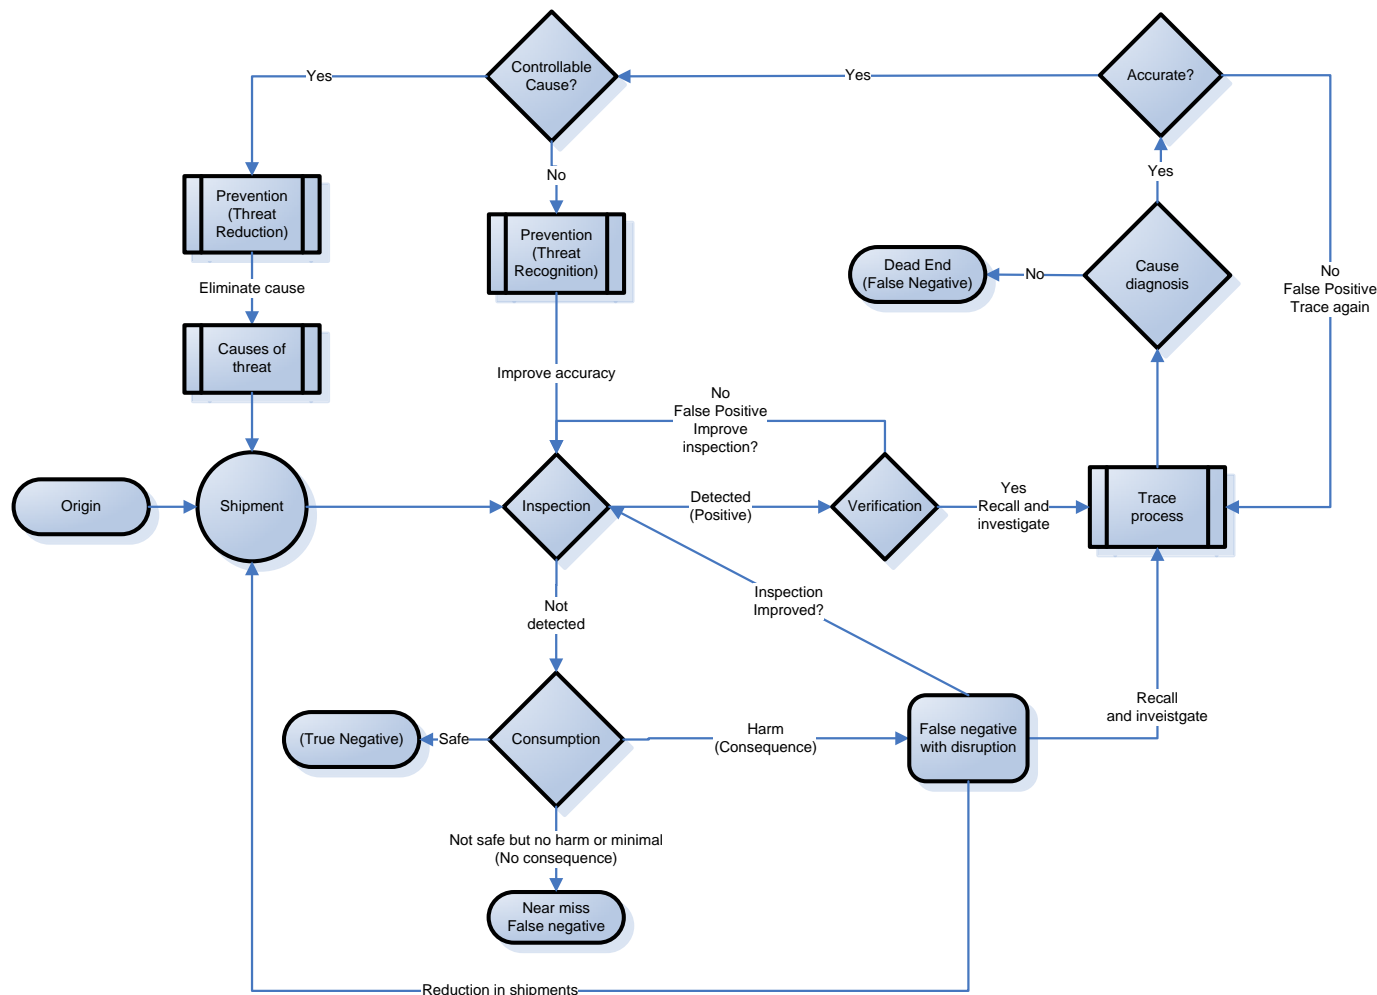 Controllable
Cause?
Yes
Yes
Accurate?
No
Yes
Prevention
(Threat
Reduction)
Prevention
(Threat
Recognition)
Dead End
(False Negative)
No
Cause
diagnosis
No
False Positive
Trace again
Eliminate cause
Causes of
threat
Improve accuracy
No
False Positive
Improve
inspection?
Origin
Shipment
Inspection
Detected
(Positive)
Verification
Yes
Recall and
investigate
Trace
process
Not
detected
Inspection
Improved?
(True Negative)
Safe
Consumption
Harm
(Consequence)
False negative
with disruption
Recall
and inveistgate
Not safe but no harm or minimal
(No consequence)
Near miss
False negative
Reduction in shipments